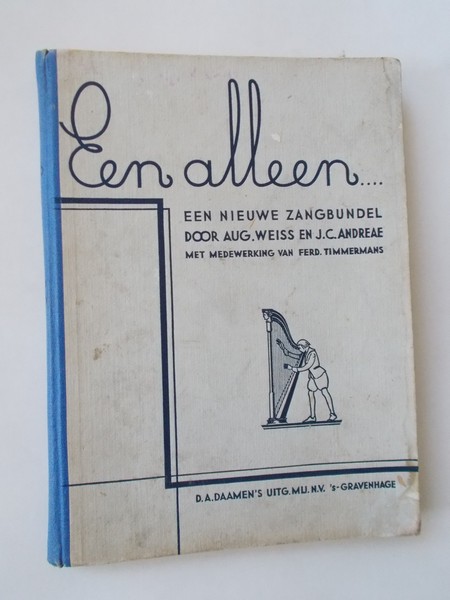 Een alleen....
EEN NIEUWE ZANGBUNDEL
DOOR AUG. WEISS EN J.C. ANDREAE
MET MEDEWERKING VAN FERD. TIMMERMANS
D.A. DAAMEN'S UITG. MIJ. N.V. 's-GRAVENHAGE